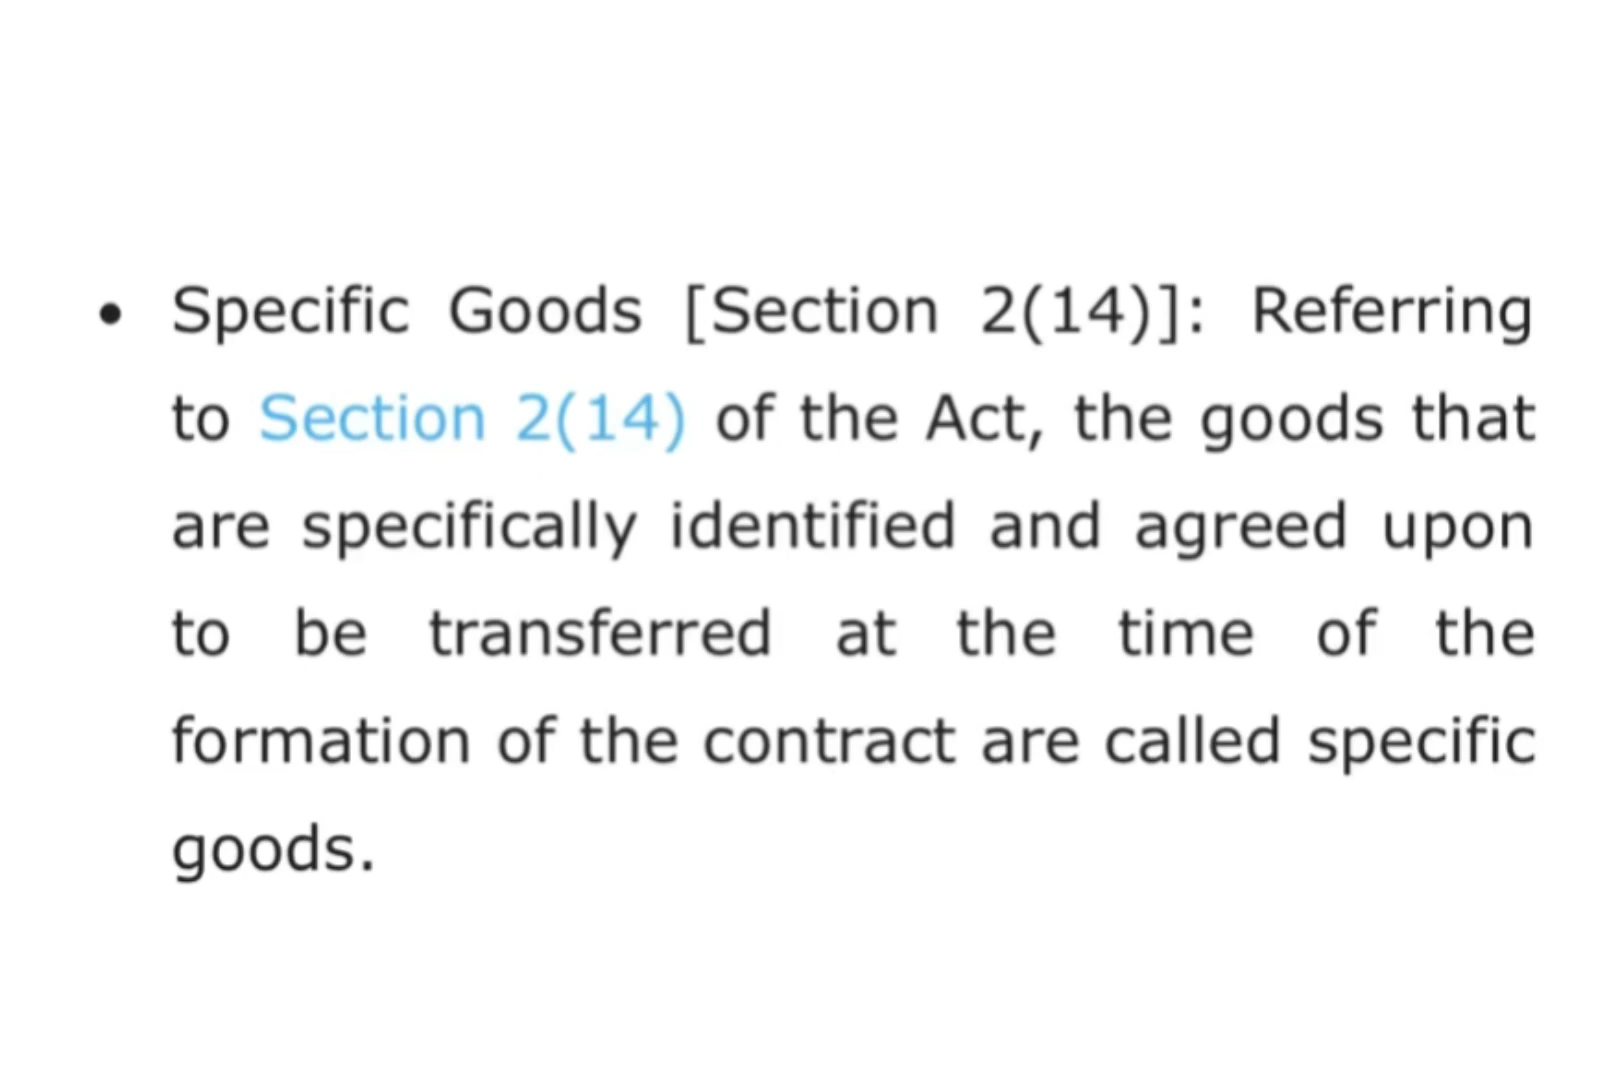 • Specific Goods [Section 2(14)]: Referring
to Section 2(14) of the Act, the goods that
are specifically identified and agreed upon
to be transferred at the time of the
formation of the contract are called specific
goods.